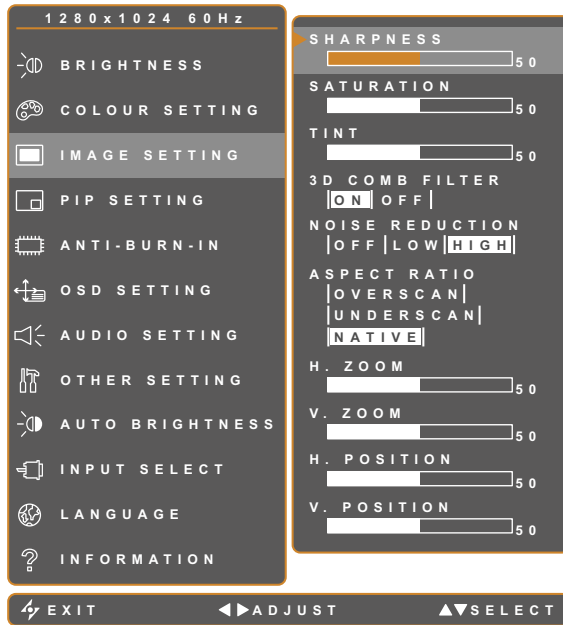 1280x1024 60Hz
BRIGHTNESS
COLOUR SETTING
IMAGE SETTING
PIP SETTING
ANTI-BURN-IN
OSD SETTING
AUDIO SETTING
OTHER SETTING
AUTO BRIGHTNESS
INPUT SELECT
LANGUAGE
INFORMATION
SHARPNESS
50
SATURATION
50
TINT
50
3D COMB FILTER
ON OFF
NOISE REDUCTION
OFF LOW HIGH
ASPECT RATIO
OVERSCAN
UNDERSCAN
NATIVE
H. ZOOM
50
V. ZOOM
50
H. POSITION
50
V. POSITION
50
EXIT ADJUST SELECT